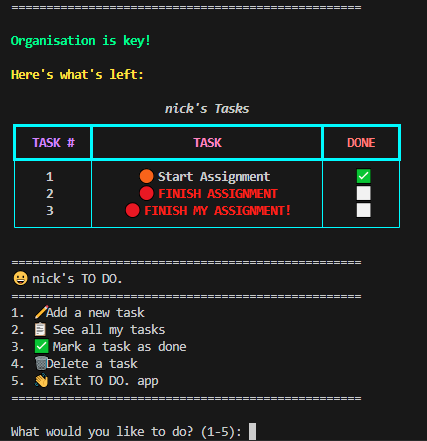 ==================================================
Organisation is key!
Here's what's left:
nick's Tasks
TASK # TASK DONE
1 🟠 Start Assignment ✅
2 🔴 FINISH ASSIGNMENT ⬜
3 🔴 FINISH MY ASSIGNMENT! ⬜
==================================================
😀 nick's TO DO.
==================================================
1. 🖍️Add a new task
2. 📋 See all my tasks
3. ✅ Mark a task as done
4. 🗑️Delete a task
5. 👋 Exit TO DO. app
==================================================
What would you like to do? (1-5):